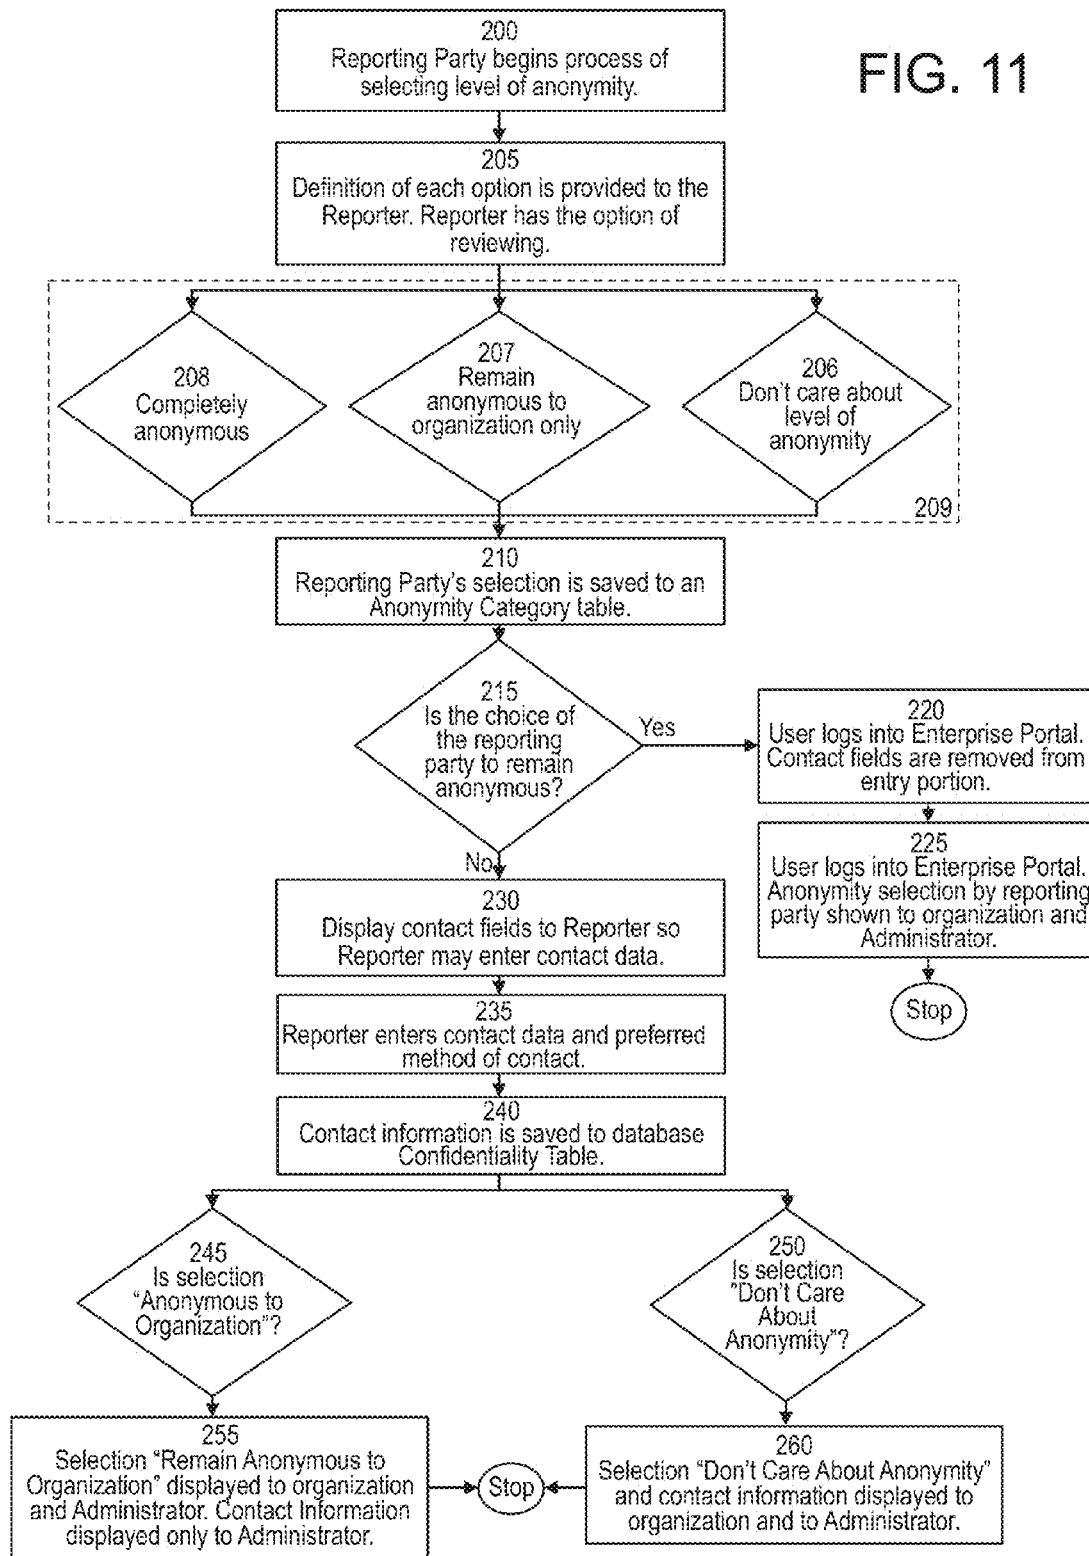 FIG. 11
200
Reporting Party begins process of
selecting level of anonymity.
205
Definition of each option is provided to the
Reporter. Reporter has the option of
reviewing.
208
Completely
anonymous
207
Remain
anonymous to
organization only
206
Don't care about
level of
anonymity
209
210
Reporting Party's selection is saved to an
Anonymity Category table.
215
Is the choice of
the reporting
party to remain
anonymous?
Yes
220
User logs into Enterprise Portal.
Contact fields are removed from
entry portion.
225
User logs into Enterprise Portal.
Anonymity selection by reporting
party shown to organization and
Administrator.
Stop
No
230
Display contact fields to Reporter so
Reporter may enter contact data.
235
Reporter enters contact data and preferred
method of contact.
240
Contact information is saved to database
Confidentiality Table.
245
Is selection
"Anonymous to
Organization"?
250
Is selection
"Don't Care
About
Anonymity"?
255
Selection "Remain Anonymous to
Organization" displayed to organization
and Administrator. Contact Information
displayed only to Administrator.
Stop
260
Selection "Don't Care About Anonymity"
and contact information displayed to
organization and to Administrator.